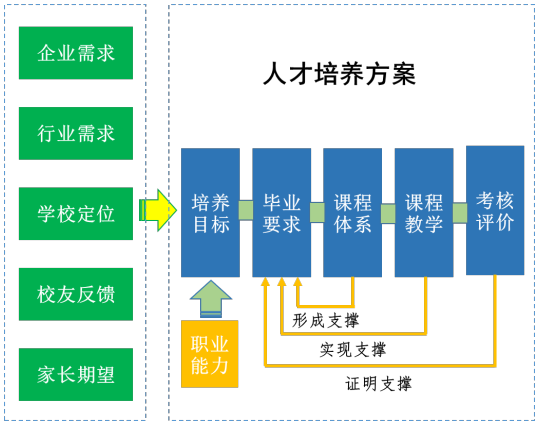 企业需求
行业需求
学校定位
校友反馈
家长期望
人才培养方案
培养
目标
毕业
要求
课程
体系
课程
教学
考核
评价
职业
能力
形成支撑
实现支撑
证明支撑